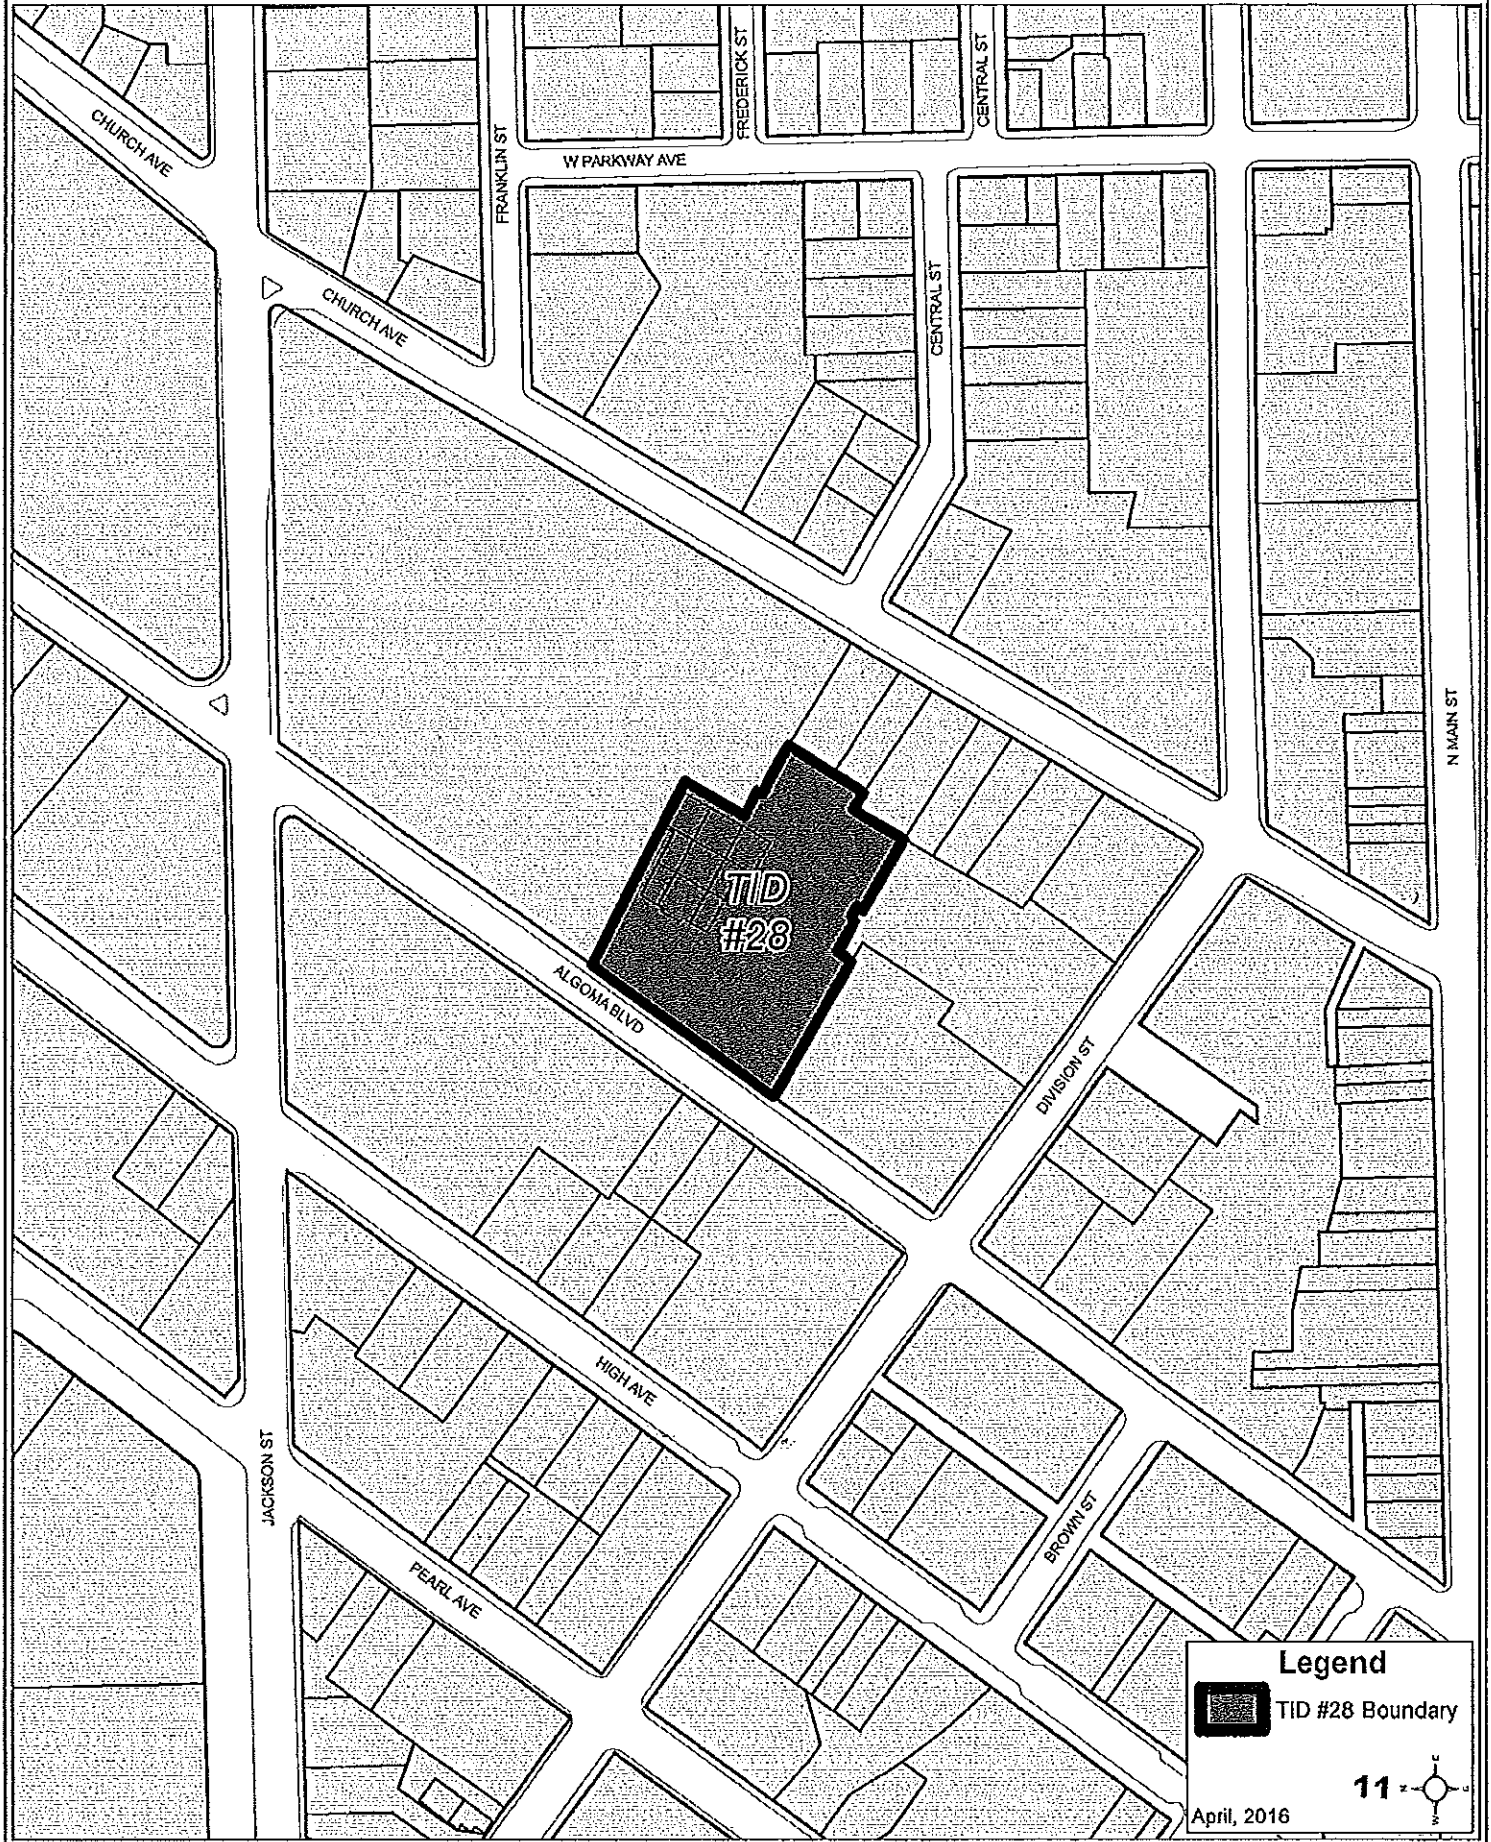 FREDERICK ST
CENTRAL ST
CHURCH AVE
FRANKLIN ST
W PARKWAY AVE
CENTRAL ST
CHURCH AVE
N MAIN ST
TID
#28
ALGOMA BLVD
DIVISION ST
HIGH AVE
JACKSON ST
BROWN ST
PEARL AVE
Legend
TID #28 Boundary
11
April, 2016